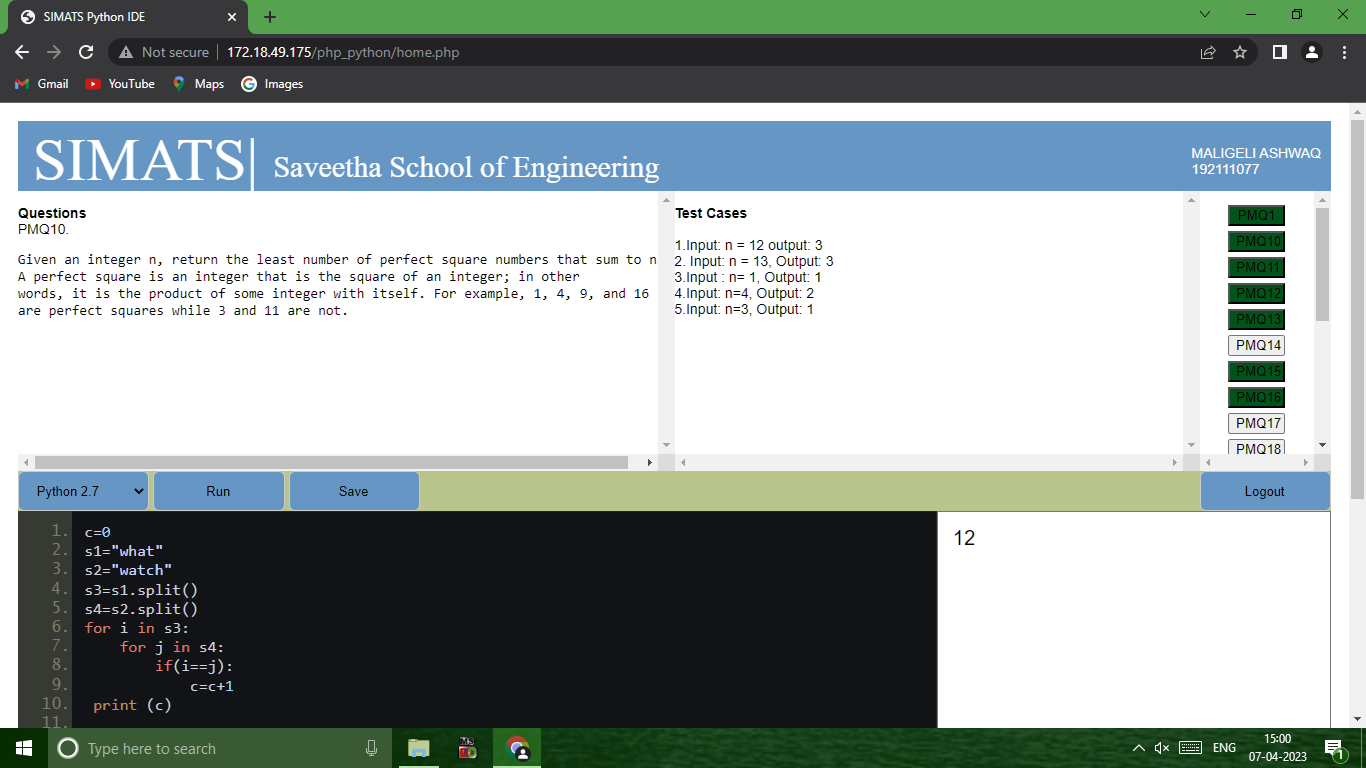 SIMATS Python IDE
Not secure 172.18.49.175/php_python/home.php
Gmail YouTube Maps Images
SIMATS| Saveetha School of Engineering
MALIGELI ASHWAQ
192111077
Questions
PMQ10.
Given an integer n, return the least number of perfect square numbers that sum to n
A perfect square is an integer that is the square of an integer; in other
words, it is the product of some integer with itself. For example, 1, 4, 9, and 16
are perfect squares while 3 and 11 are not.
Test Cases
1.Input: n = 12 output: 3
2. Input: n = 13, Output: 3
3.Input : n= 1, Output: 1
4.Input: n=4, Output: 2
5.Input: n=3, Output: 1
PMQ1
PMQ10
PMQ11
PMQ12
PMQ13
PMQ14
PMQ15
PMQ16
PMQ17
PMQ18
Python 2.7 Run Save Logout
1. c=0
2. s1="what"
3. s2="watch"
4. s3=s1.split()
5. s4=s2.split()
6. for i in s3:
7. for j in s4:
8. if(i==j):
9. c=c+1
10. print (c)
11.
12
Type here to search
ENG
15:00
07-04-2023
1